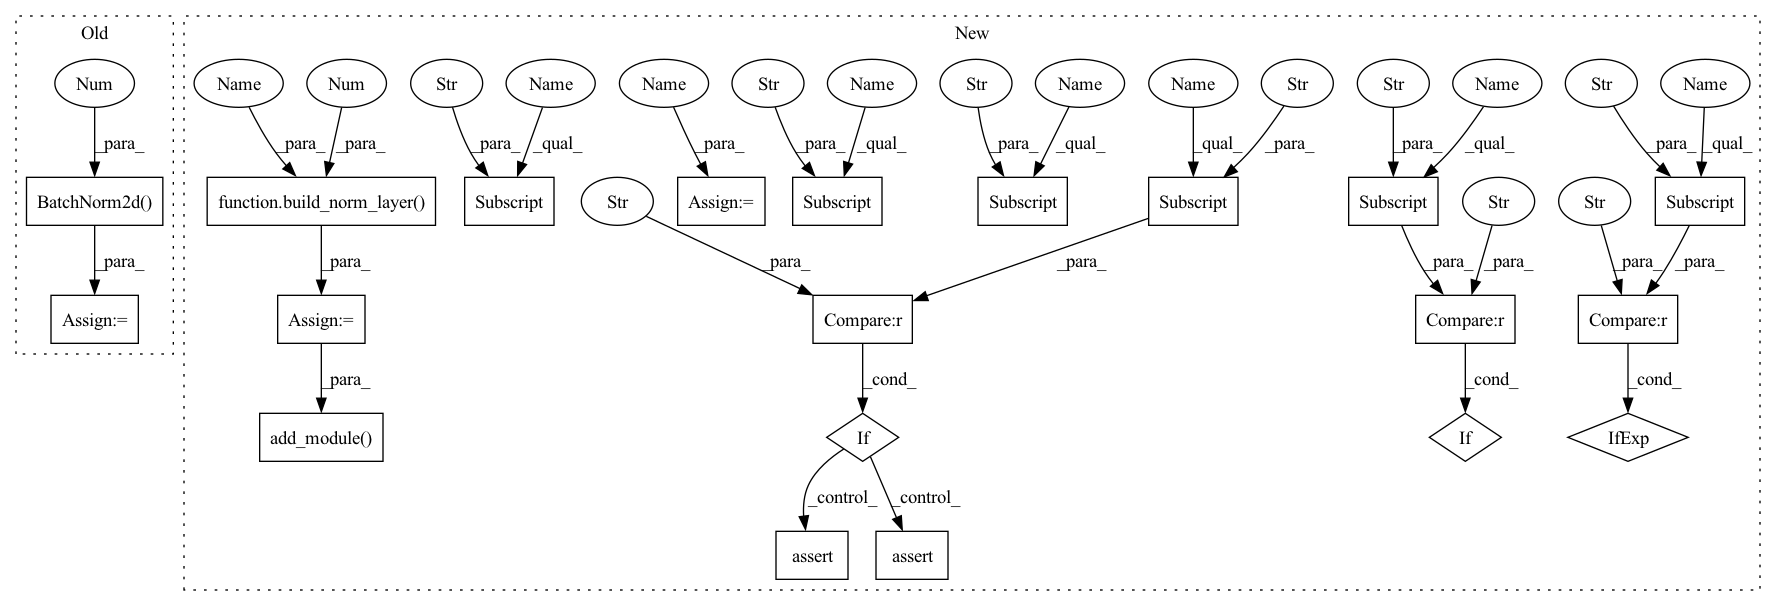 Old
New
Num
Name
Num
Str
Name
Name
Str
Name
Str
Name
Name
Str
Str
Name
Str
Name
_para_
_para_
_para_
_para_
_qual_
_para_
_para_
_qual_
_para_
_qual_
_qual_
_para_
_para_
_qual_
_para_
_qual_
BatchNorm2d()
function.build_norm_layer()
Subscript
Str
Assign:=
Subscript
Subscript
Subscript
Subscript
Str
Str
Subscript
_para_
_para_
_para_
_para_
_para_
_para_
_para_
_para_
Assign:=
Assign:=
Compare:r
Compare:r
Compare:r
_para_
_cond_
_cond_
_cond_
add_module()
If
If
IfExp
_control_
_control_
assert
assert